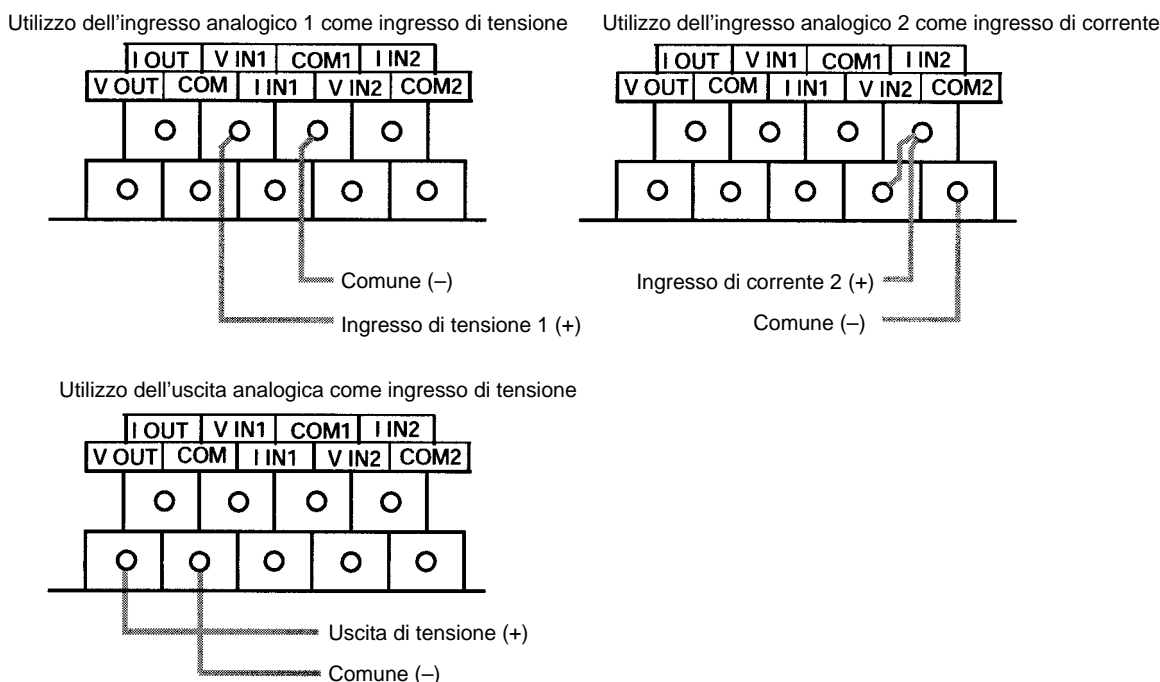 Utilizzo dell'ingresso analogico 1 come ingresso di tensione
I OUT V IN1 COM1 I IN2
V OUT COM I IN1 V IN2 COM2
Comune (–)
Ingresso di tensione 1 (+)
Utilizzo dell'ingresso analogico 2 come ingresso di corrente
I OUT V IN1 COM1 I IN2
V OUT COM I IN1 V IN2 COM2
Ingresso di corrente 2 (+)
Comune (–)
Utilizzo dell'uscita analogica come ingresso di tensione
I OUT V IN1 COM1 I IN2
V OUT COM I IN1 V IN2 COM2
Uscita di tensione (+)
Comune (–)